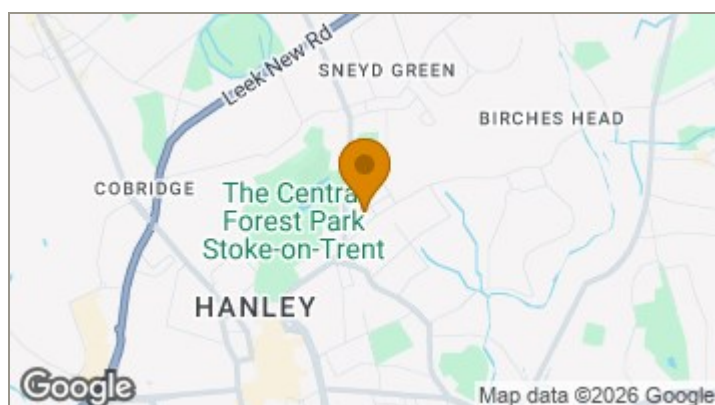 Leek New Rd
SNEYD GREEN
BIRCHES HEAD
COBRIDGE
The Central
Forest Park
Stoke-on-Trent
HANLEY
Google
Map data ©2026 Google